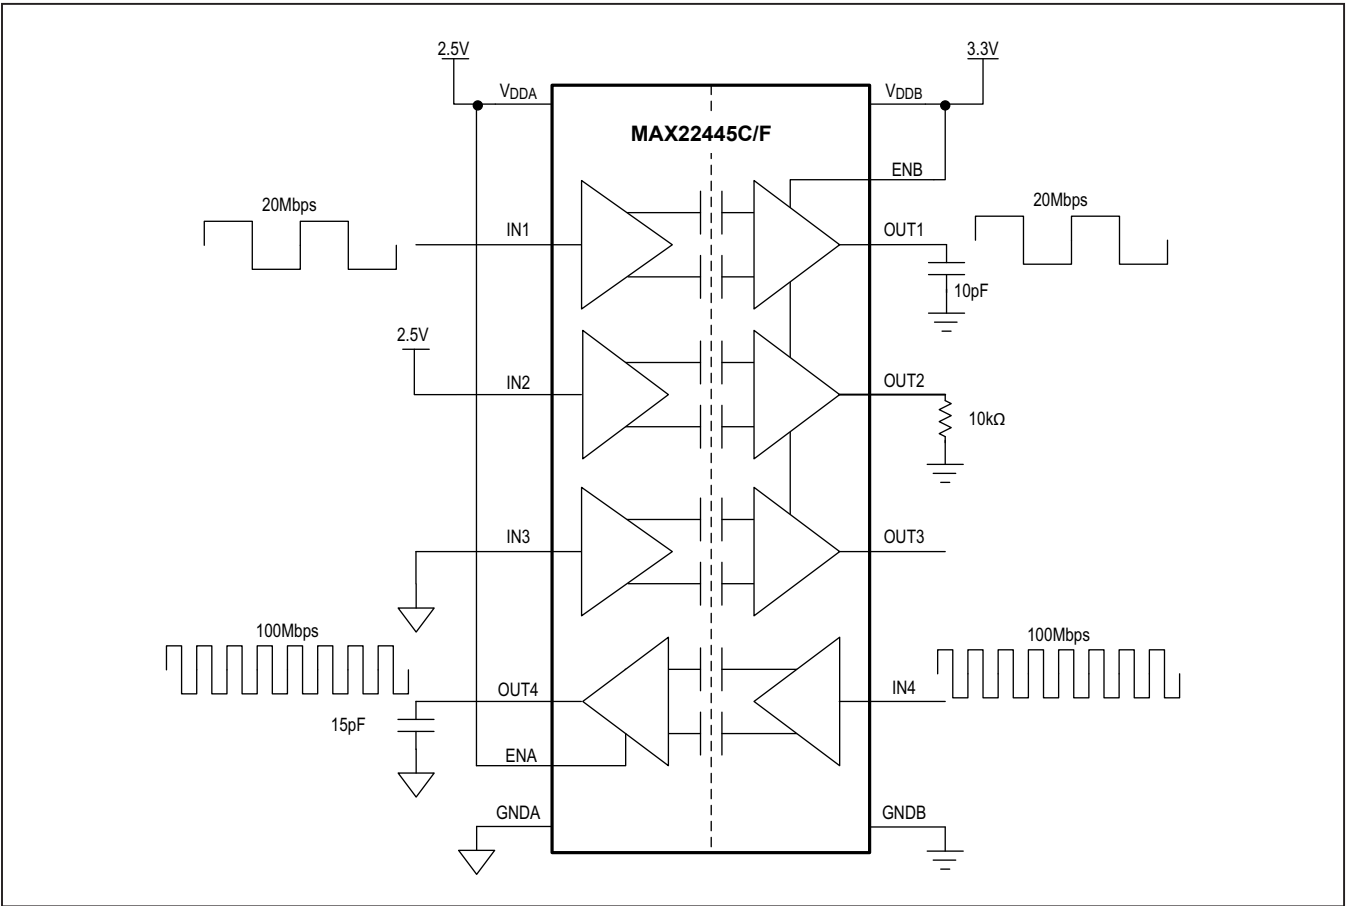 2.5V
3.3V
VDDA
VDDB
MAX22445C/F
ENB
20Mbps
IN1
OUT1
20Mbps
10pF
2.5V
IN2
OUT2
10kΩ
IN3
OUT3
100Mbps
OUT4
IN4
100Mbps
15pF
ENA
GNDA
GNDB